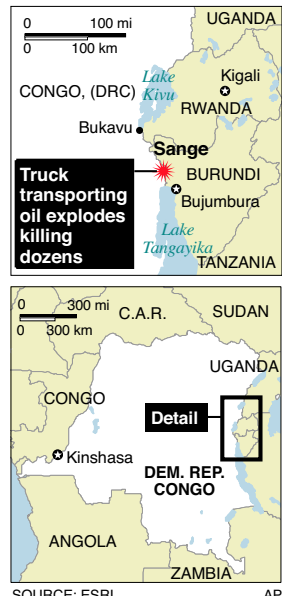 UGANDA
0 100 mi
0 100 km
Lake
Kivu
Kigali
CONGO, (DRC)
RWANDA
Bukavu
Sange
Truck
transporting
oil explodes
killing
dozens
BURUNDI
Bujumbura
Lake
Tangayika
TANZANIA
0 300 mi
0 300 km
C.A.R.
SUDAN
UGANDA
CONGO
Detail
Kinshasa
DEM. REP.
CONGO
ANGOLA
ZAMBIA
SOURCE: ESRI AP